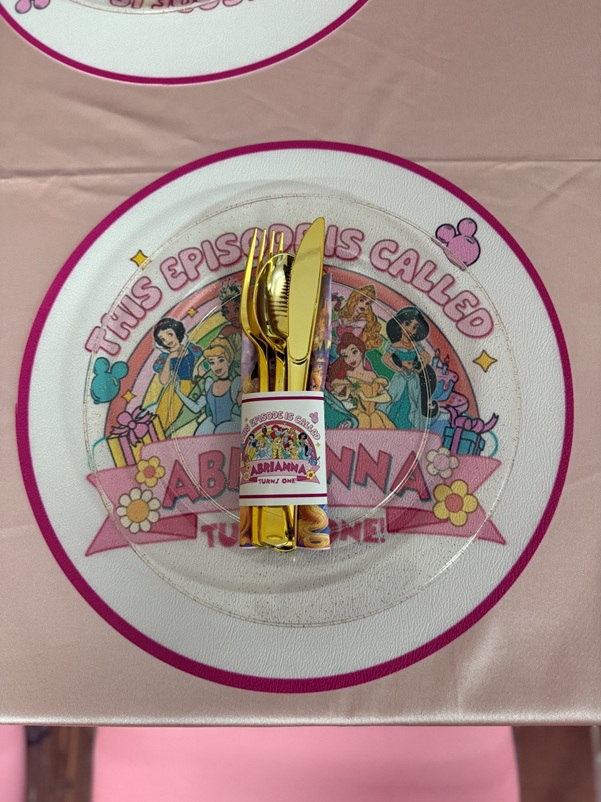 THIS EPISODE IS CALLED
ABRIANNA
TURNS ONE!
THIS EPISODE IS CALLED
ABRIANNA
TURNS ONE!